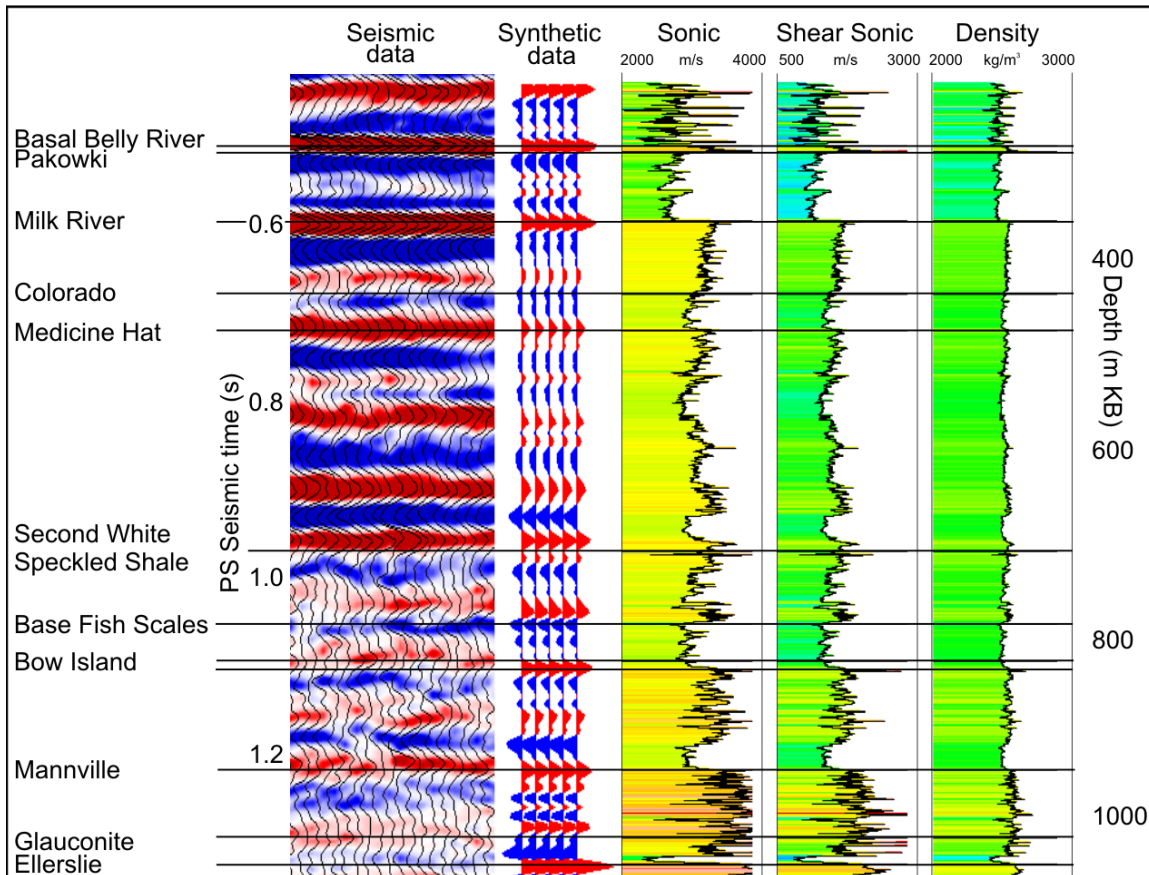 Seismic data
Synthetic data
Sonic
2000 m/s 4000
Shear Sonic
500 m/s 3000
Density
2000 kg/m³ 3000
Basal Belly River
Pakowki
Milk River
Colorado
Medicine Hat
Second White
Speckled Shale
Base Fish Scales
Bow Island
Mannville
Glauconite
Ellerslie
PS Seismic time (s)
0.6
0.8
1.0
1.2
Depth (m KB)
400
600
800
1000